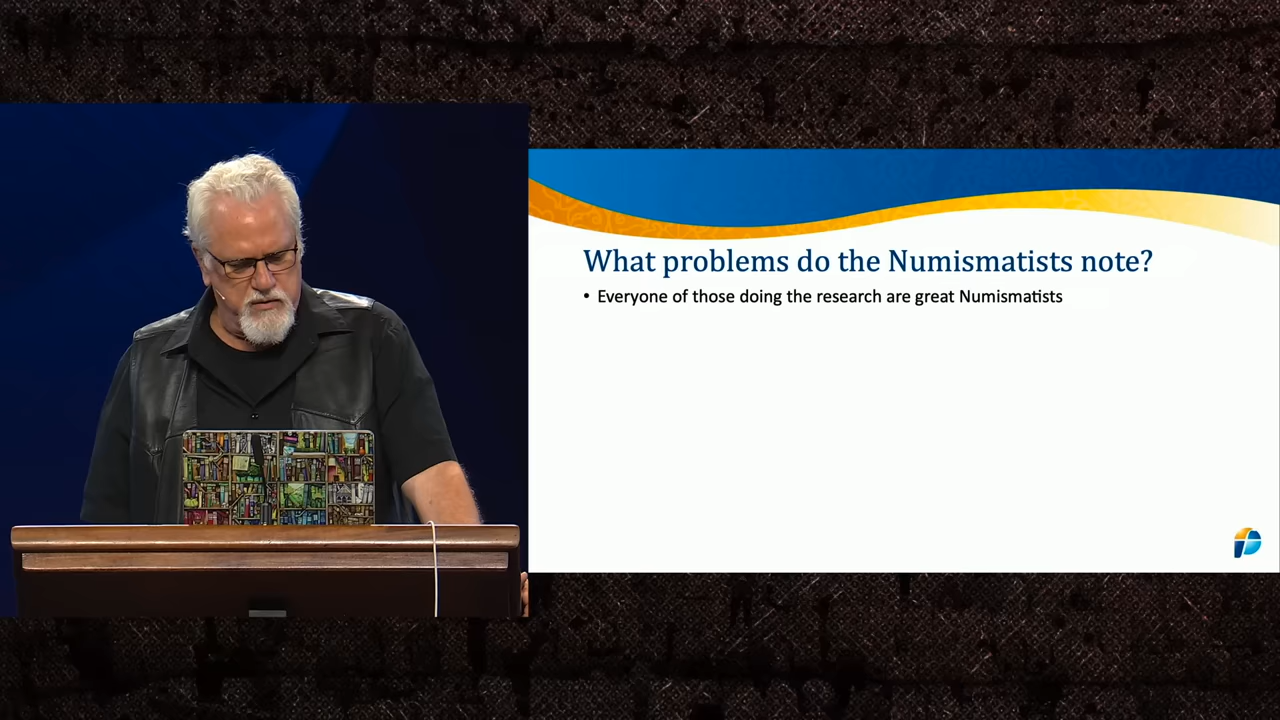 What problems do the Numismatists note?
• Everyone of those doing the research are great Numismatists